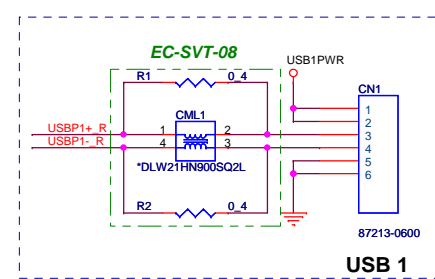 EC-SVT-08
USB1PWR
R1 0_4
CN1
CML1
USBP1+_R 1 2
USBP1-_R 4 3
*DLW21HN900SQ2L
1
2
3
4
5
6
R2 0_4
87213-0600
USB 1